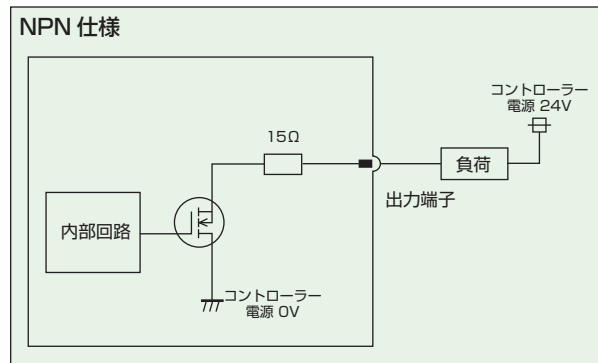 NPN 仕様
コントローラー
電源 24V
15Ω
負荷
出力端子
内部回路
コントローラー
電源 0V